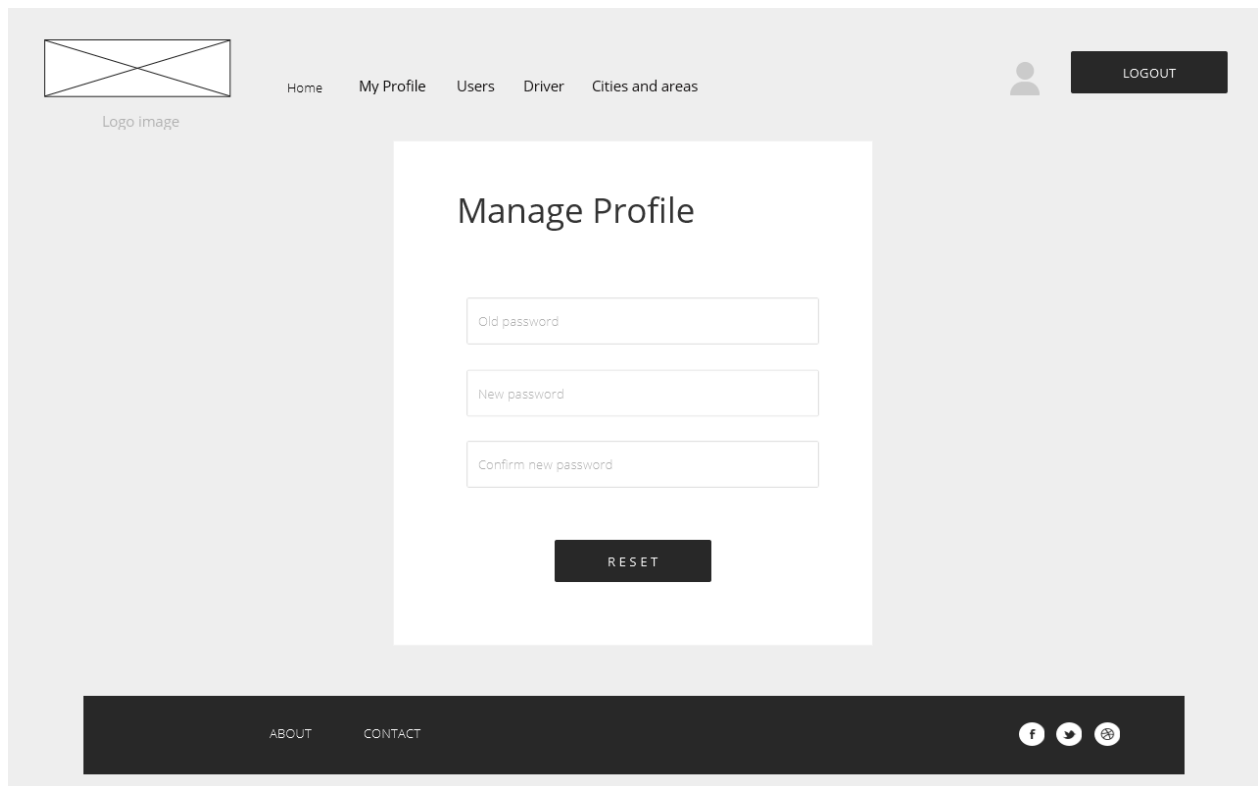 Home My Profile Users Driver Cities and areas LOGOUT
Logo image
Manage Profile
Old password
New password
Confirm new password
RESET
ABOUT CONTACT